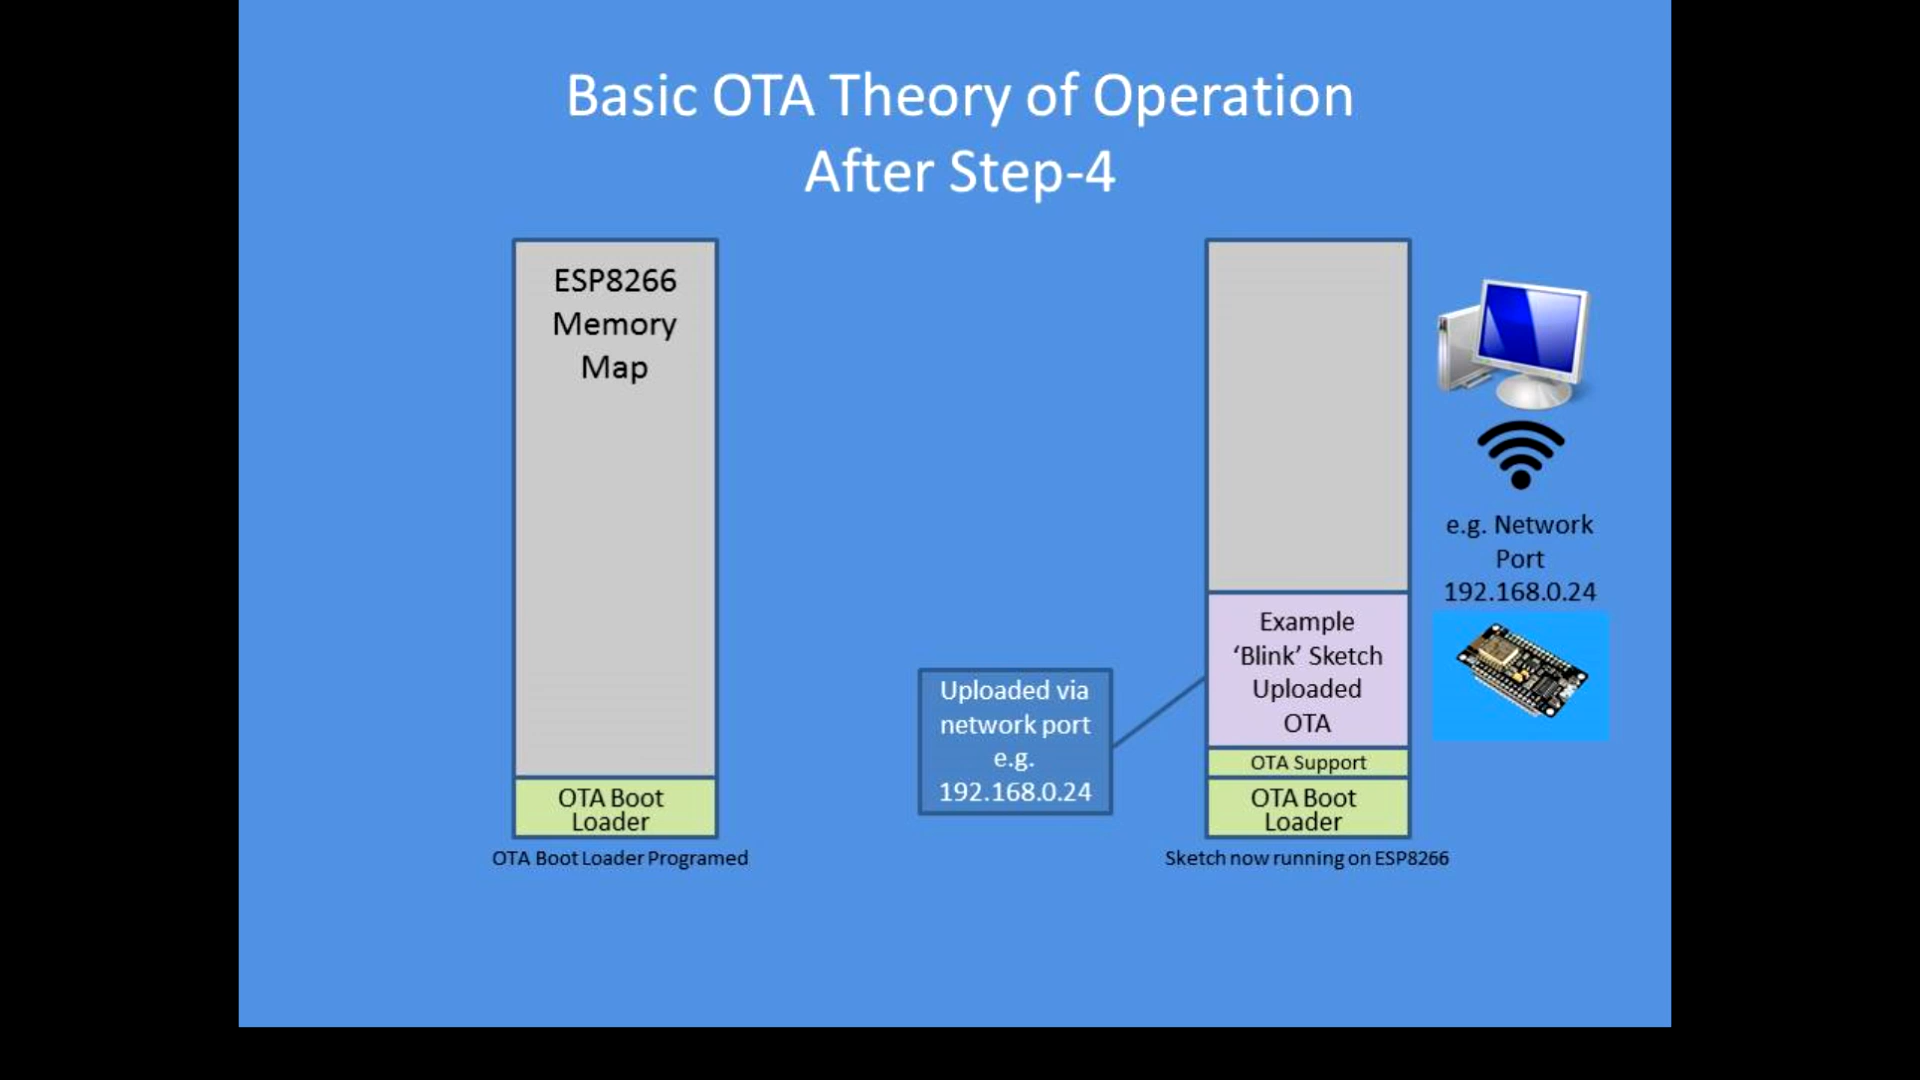 Basic OTA Theory of Operation
After Step-4
ESP8266
Memory
Map
OTA Boot
Loader
OTA Boot Loader Programed
Uploaded via
network port
e.g.
192.168.0.24
Example
‘Blink’ Sketch
Uploaded
OTA
OTA Support
OTA Boot
Loader
Sketch now running on ESP8266
e.g. Network
Port
192.168.0.24